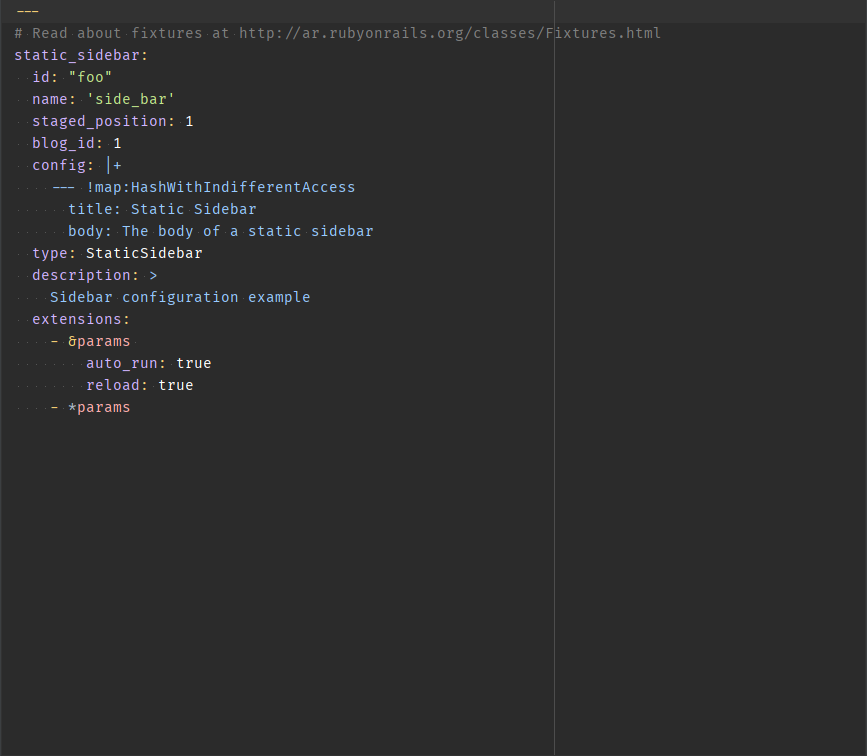 ---
# Read about fixtures at http://ar.rubyonrails.org/classes/Fixtures.html
static_sidebar:
  id: "foo"
  name: 'side_bar'
  staged_position: 1
  blog_id: 1
  config: |+
    --- !map:HashWithIndifferentAccess
      title: Static Sidebar
      body: The body of a static sidebar
  type: StaticSidebar
  description: >
    Sidebar configuration example
  extensions:
    - &params
        auto_run: true
        reload: true
    - *params